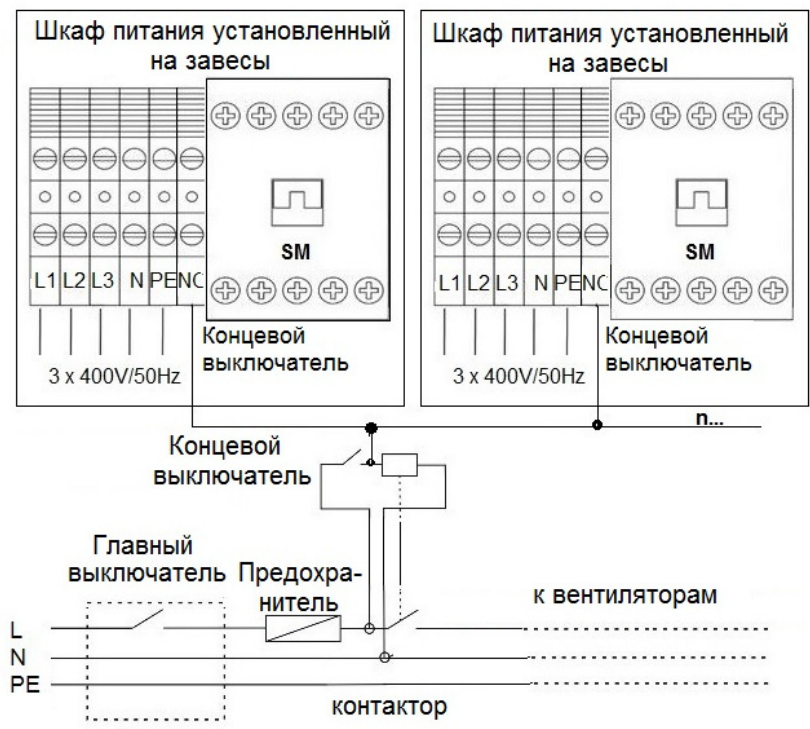 Шкаф питания установленный
на завесы
SM
L1 L2 L3 N PE NC
Концевой
выключатель
3 x 400V/50Hz
Шкаф питания установленный
на завесы
SM
L1 L2 L3 N PE NC
Концевой
выключатель
3 x 400V/50Hz
n...
Концевой
выключатель
Главный
выключатель
Предохра-
нитель
к вентиляторам
L
N
PE
контактор